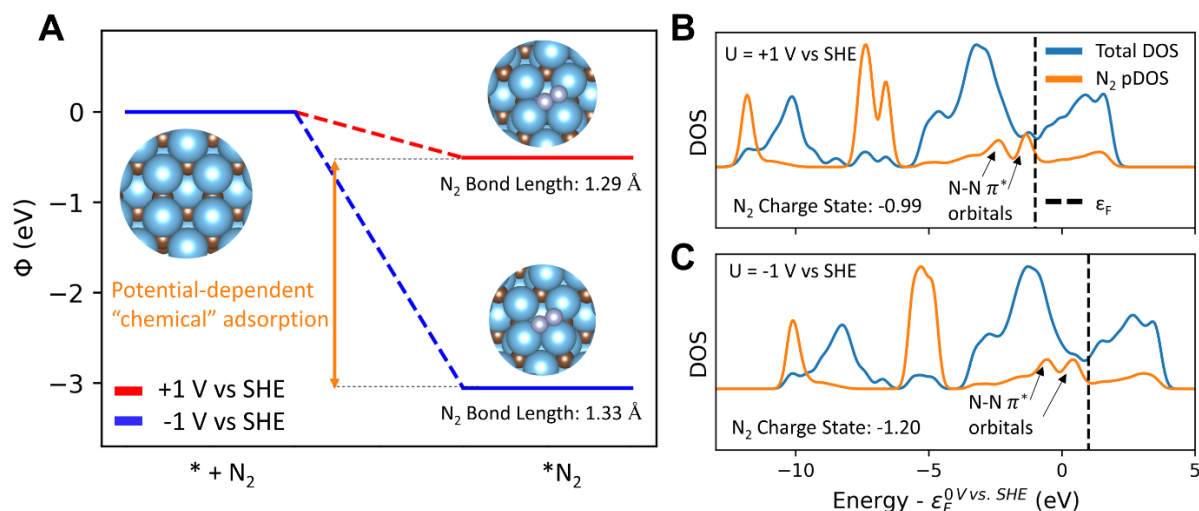 A
Φ (eV)
0
−1
−2
−3
N₂ Bond Length: 1.29 Å
Potential-dependent
“chemical” adsorption
+1 V vs SHE
-1 V vs SHE
N₂ Bond Length: 1.33 Å
* + N₂
*N₂
B
DOS
U = +1 V vs SHE
Total DOS
N₂ pDOS
N-N π*
orbitals
N₂ Charge State: -0.99
ε_F
C
DOS
U = -1 V vs SHE
N-N π*
orbitals
N₂ Charge State: -1.20
−10
−5
0
5
Energy - ε_F^{0 V vs. SHE} (eV)